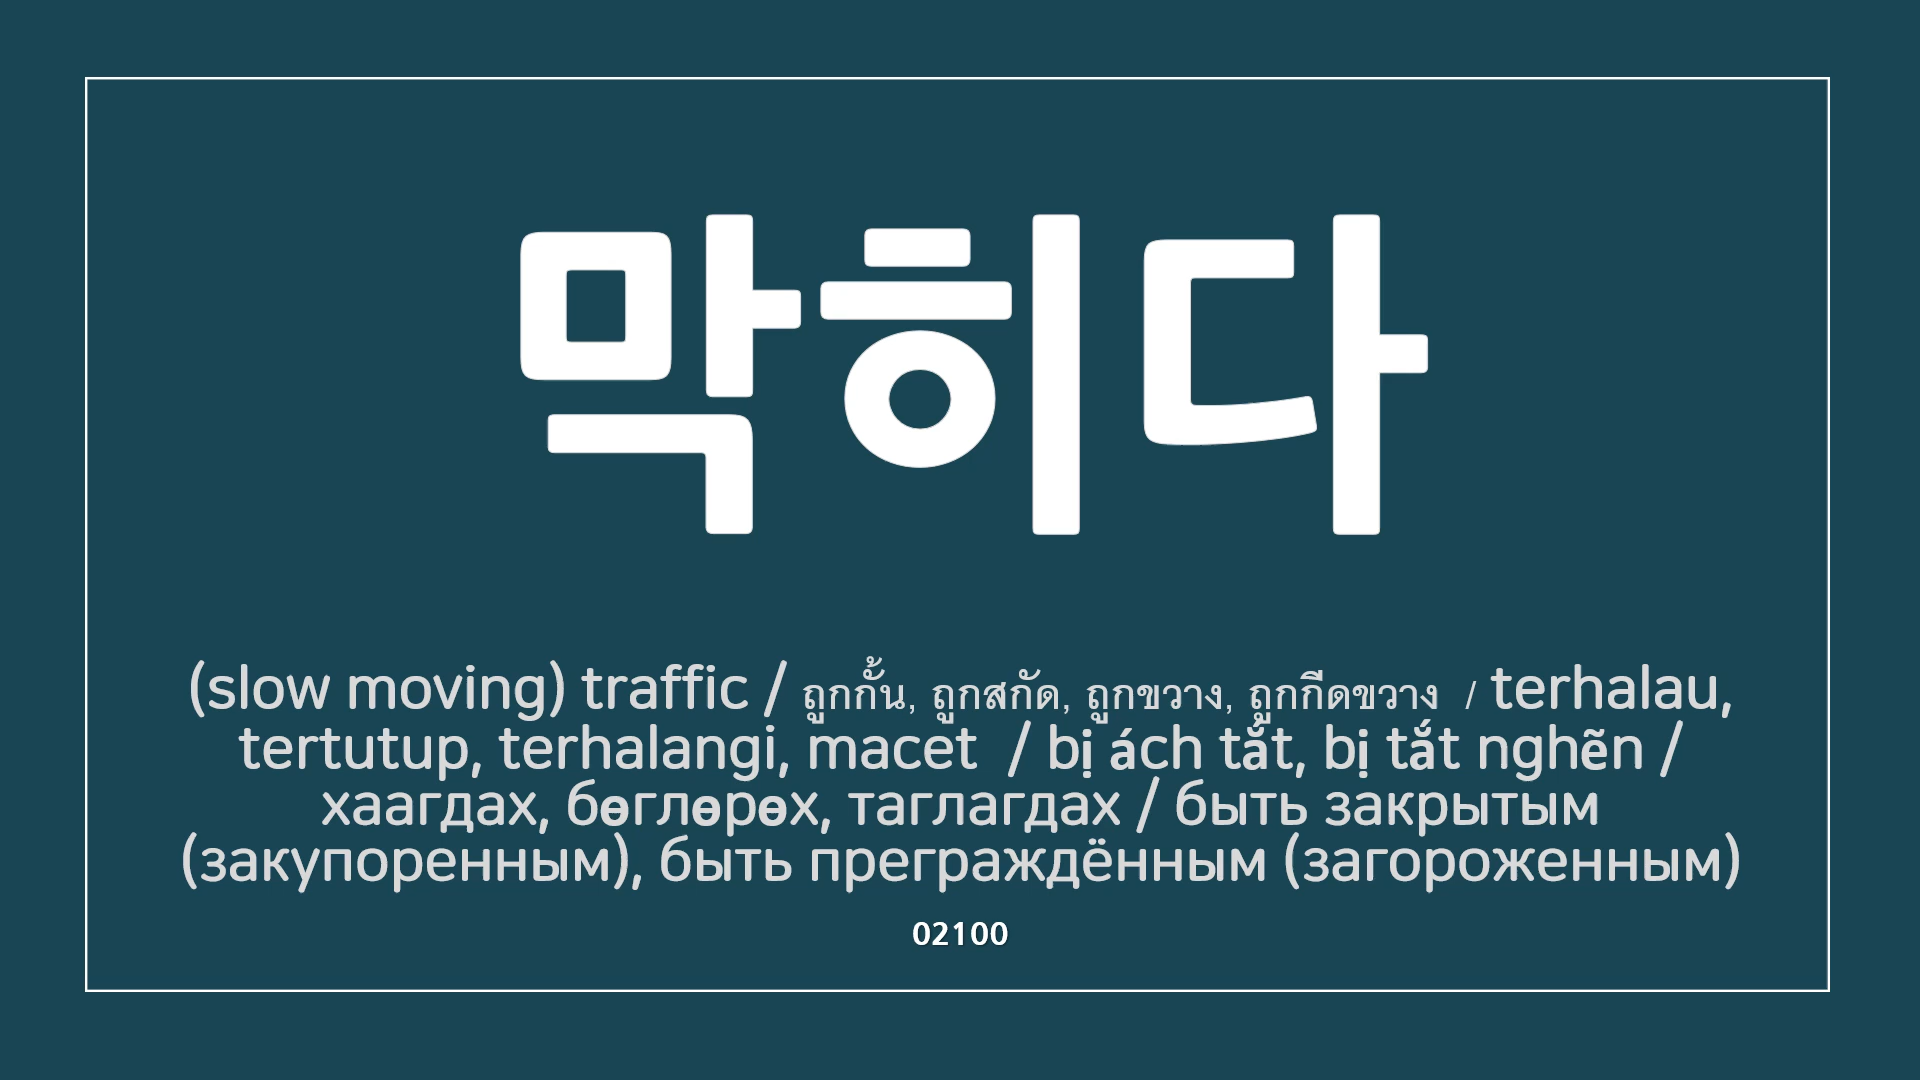 막히다
(slow moving) traffic / ถูกกั้น, ถูกสกัด, ถูกขวาง, ถูกกีดขวาง / terhalau,
tertutup, terhalangi, macet / bị ách tắt, bị tắt nghẽn /
хаагдах, бөглөрөх, таглагдах / быть закрытым
(закупоренным), быть преграждённым (загороженным)
02100